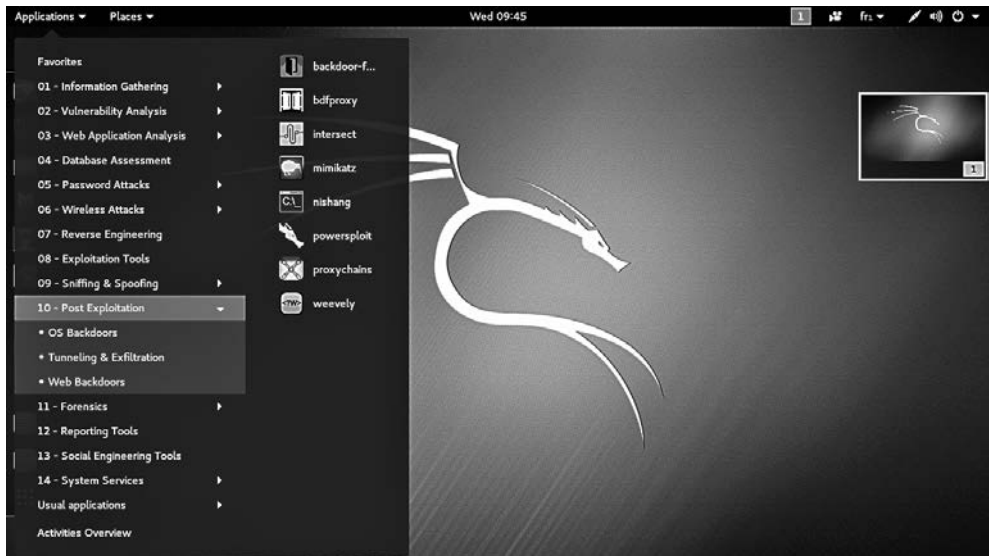 Applications Places Wed 09:45 1 fr₁
Favorites
01 - Information Gathering
02 - Vulnerability Analysis
03 - Web Application Analysis
04 - Database Assessment
05 - Password Attacks
06 - Wireless Attacks
07 - Reverse Engineering
08 - Exploitation Tools
09 - Sniffing & Spoofing
10 - Post Exploitation
• OS Backdoors
• Tunneling & Exfiltration
• Web Backdoors
11 - Forensics
12 - Reporting Tools
13 - Social Engineering Tools
14 - System Services
Usual applications
Activities Overview
backdoor-f...
bdfproxy
intersect
mimikatz
C:\_ nishang
powersploit
proxychains
<TW> weevely
1